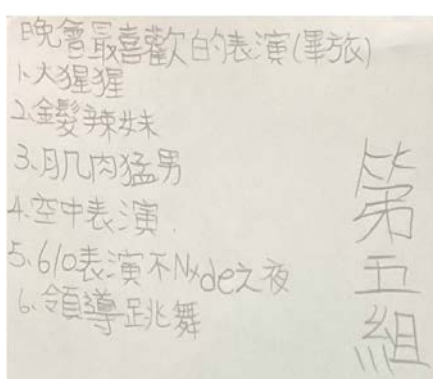 晚會最喜歡的表演(畢旅)
1.大猩猩
2.金髮辣妹
3.肌肉猛男
4.空中表演.
5.610表演不Nxde之夜
6.領導跳舞
第五組